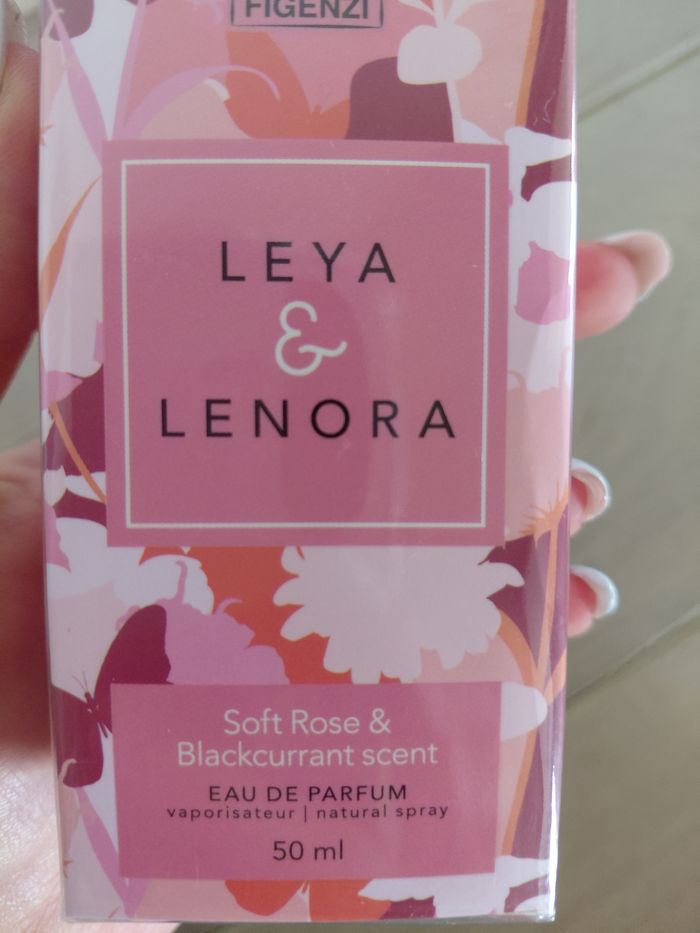 FIGENZI
LEYA
&
LENORA
Soft Rose &
Blackcurrant scent
EAU DE PARFUM
vaporisateur | natural spray
50 ml